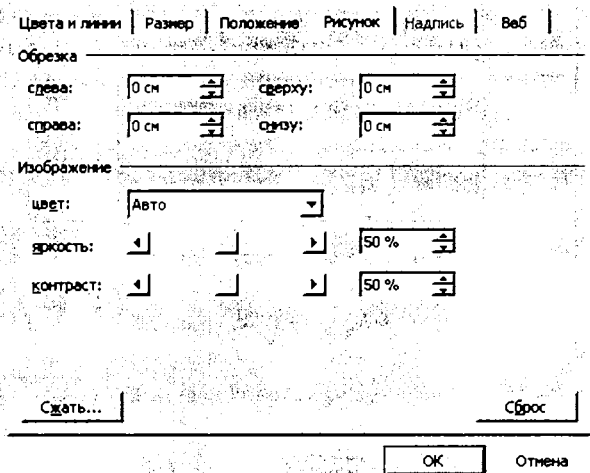 Цвета и линии Размер Положение Рисунок Надпись Веб
Обрезка
слева: 0 см сверху: 0 см
справа: 0 см снизу: 0 см
Изображение
цвет: Авто
яркость: 50 %
контраст: 50 %
Сжать... Сброс
ОК Отмена